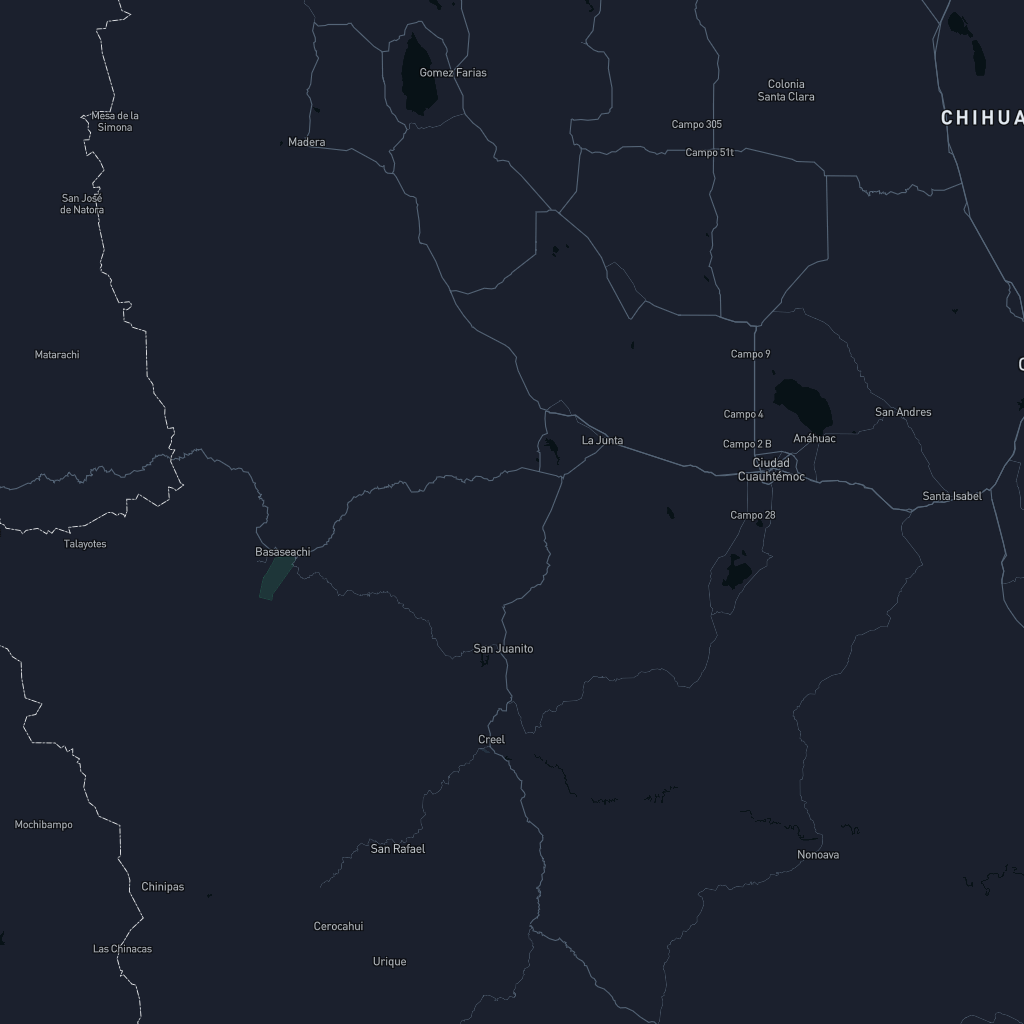 Gomez Farias
Colonia
Santa Clara
CHIHUA
Mesa de la
Simona
Campo 305
Madera
Campo 51t
San José
de Natora
Matarachi
Campo 9
C
Campo 4
San Andres
La Junta
Campo 2 B
Anáhuac
Ciudad
Cuauhtémoc
Santa Isabel
Campo 28
Talayotes
Basaseachi
San Juanito
Creel
Mochibampo
San Rafael
Nonoava
Chinipas
Cerocahui
Las Chinacas
Urique